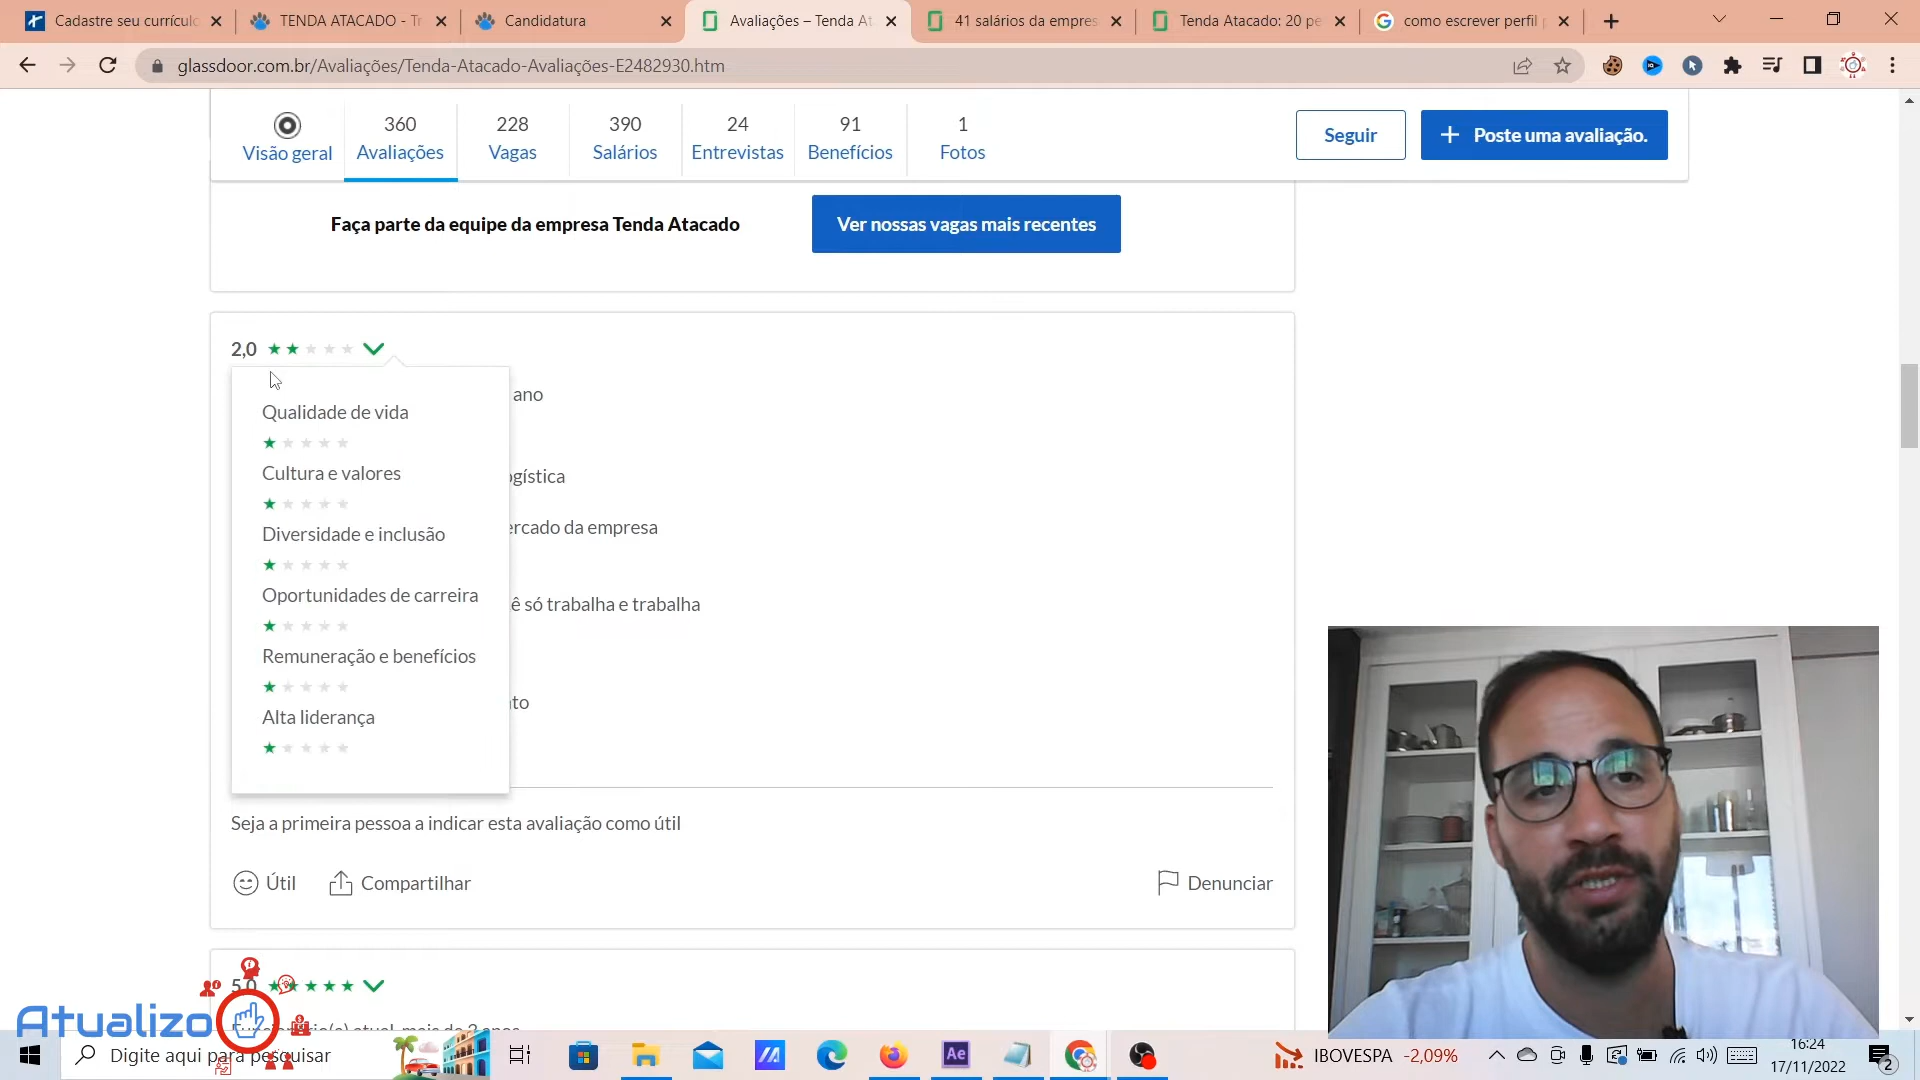 Cadastre seu currículo
TENDA ATACADO - Tr
Candidatura
Avaliações – Tenda At
41 salários da empres
Tenda Atacado: 20 pe
como escrever perfil p
glassdoor.com.br/Avaliações/Tenda-Atacado-Avaliações-E2482930.htm
Visão geral
360
Avaliações
228
Vagas
390
Salários
24
Entrevistas
91
Benefícios
1
Fotos
Seguir
Poste uma avaliação.
Faça parte da equipe da empresa Tenda Atacado
Ver nossas vagas mais recentes
2,0
ano
Qualidade de vida
Cultura e valores
ogística
Diversidade e inclusão
ercado da empresa
Oportunidades de carreira
ê só trabalha e trabalha
Remuneração e benefícios
Alta liderança
to
Seja a primeira pessoa a indicar esta avaliação como útil
Útil
Compartilhar
Denunciar
5,0
Atualizo
Digite aqui para pesquisar
Ae
IBOVESPA -2,09%
16:24
17/11/2022
2